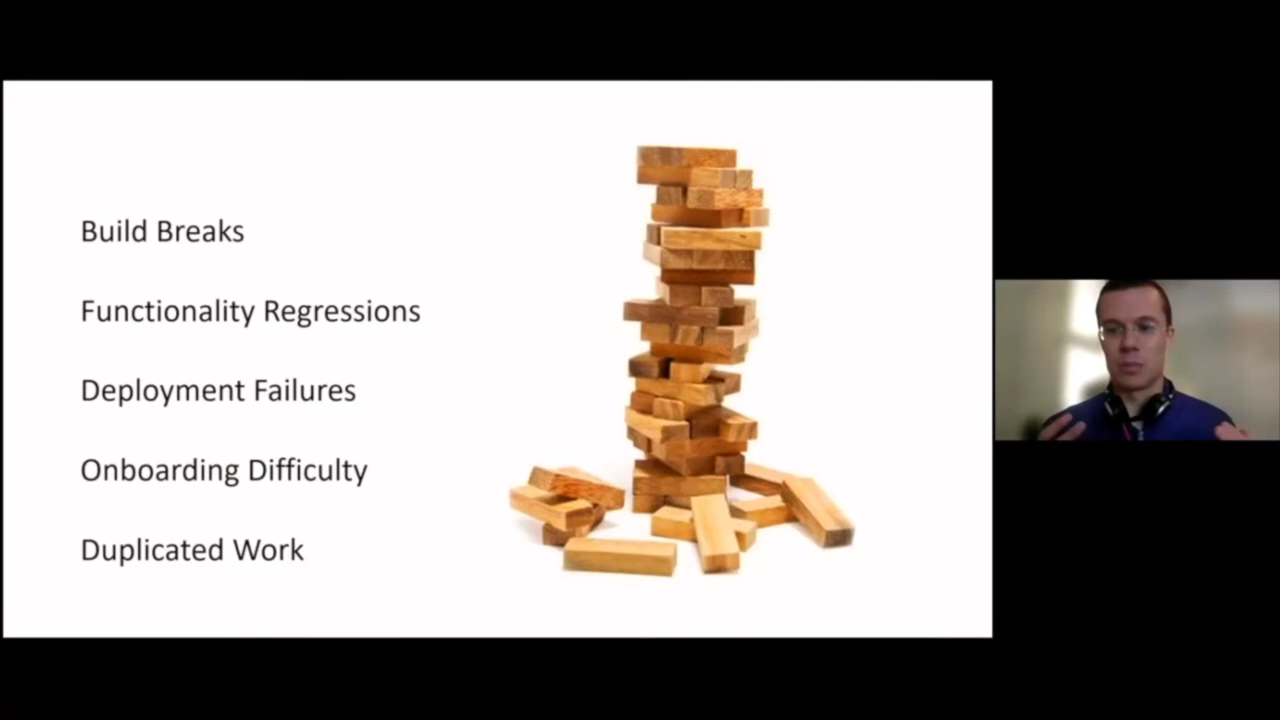 Build Breaks
Functionality Regressions
Deployment Failures
Onboarding Difficulty
Duplicated Work